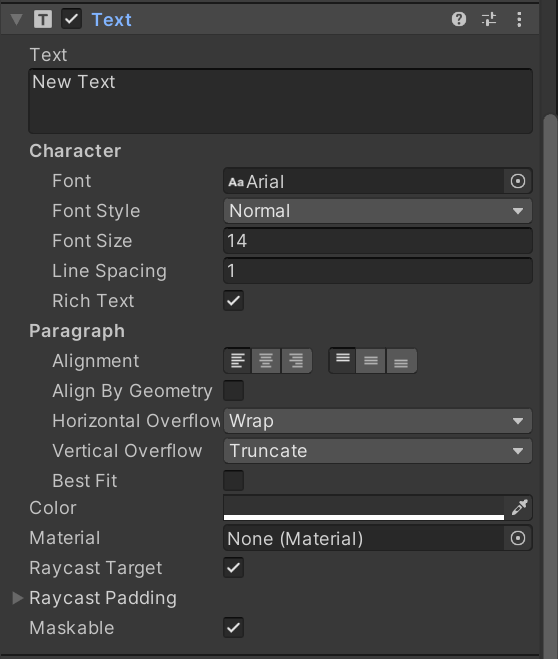 T Text
Text
New Text
Character
Font AaArial
Font Style Normal
Font Size 14
Line Spacing 1
Rich Text
Paragraph
Alignment
Align By Geometry
Horizontal Overflow Wrap
Vertical Overflow Truncate
Best Fit
Color
Material None (Material)
Raycast Target
Raycast Padding
Maskable